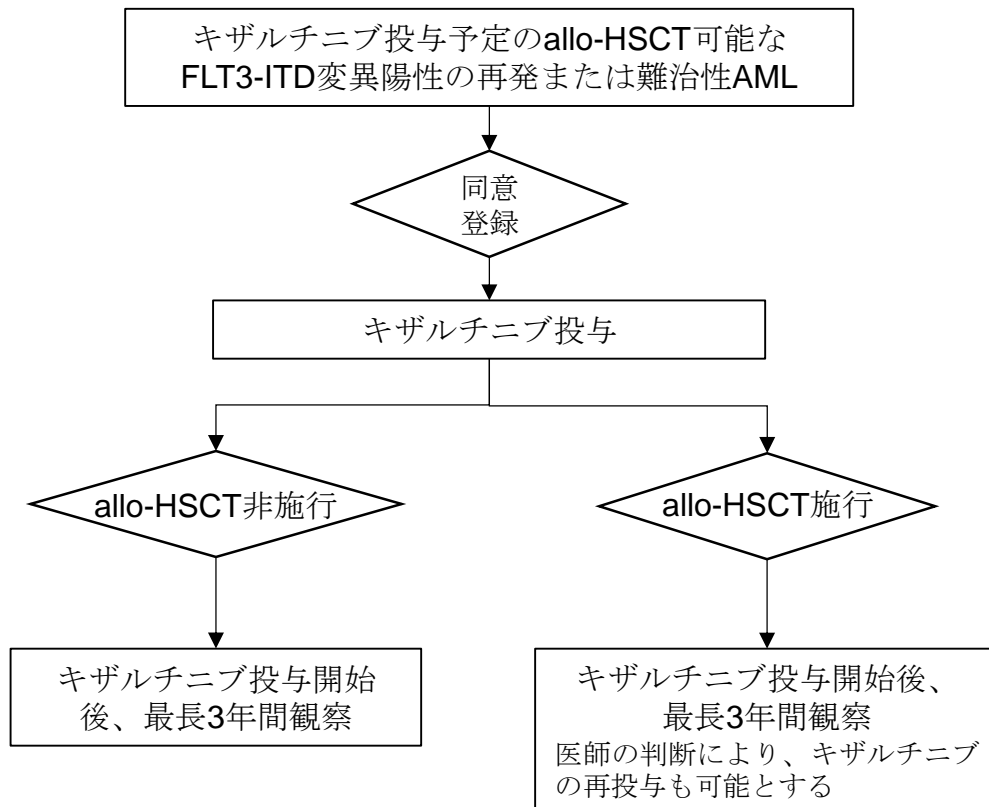 キザルチニブ投与予定のallo-HSCT可能な
FLT3-ITD変異陽性の再発または難治性AML
同意
登録
キザルチニブ投与
allo-HSCT非施行
allo-HSCT施行
キザルチニブ投与開始
後、最長3年間観察
キザルチニブ投与開始後、
最長3年間観察
医師の判断により、キザルチニブ
の再投与も可能とする